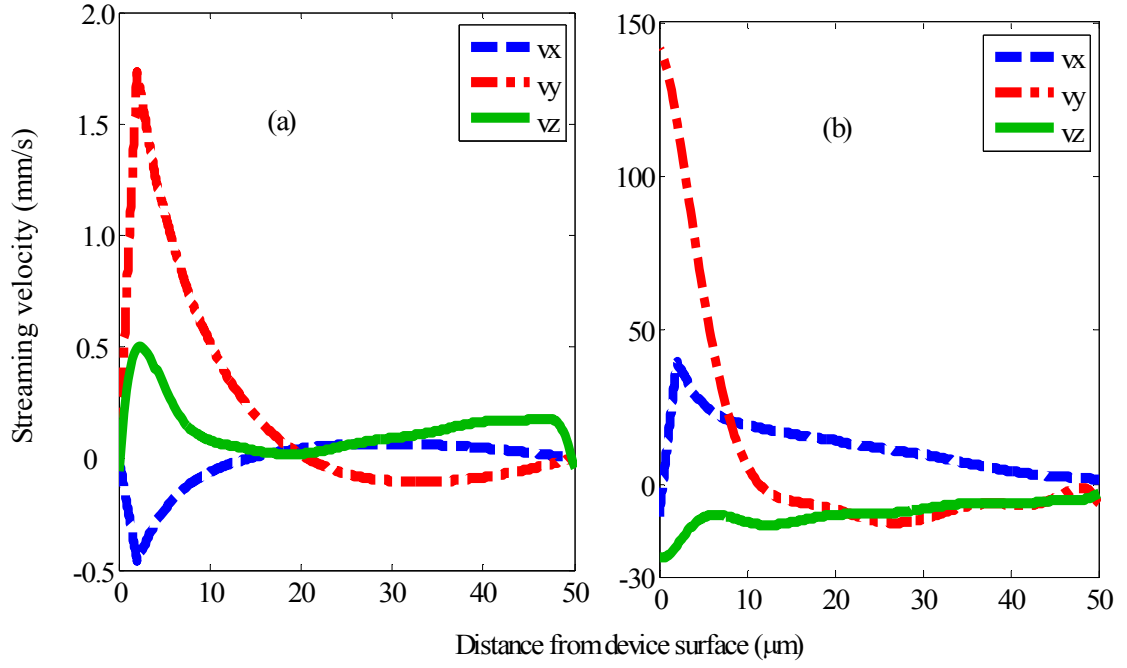 Streaming velocity (mm/s)
2.0
1.5
1.0
0.5
0
-0.5
0 10 20 30 40 50
(a)
vx
vy
vz
150
100
50
0
-30
0 10 20 30 40 50
(b)
vx
vy
vz
Distance from device surface (μm)